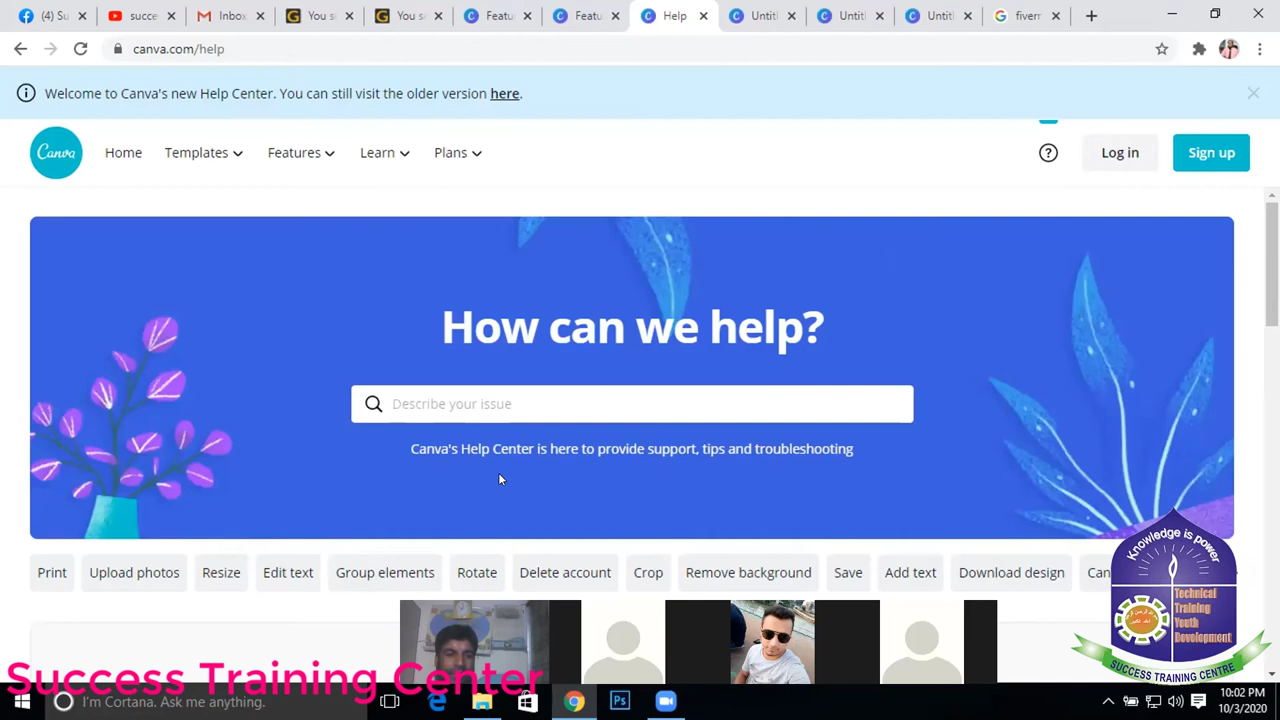 (4) Su
succe
Inbox
You s
You s
Featu
Featu
Help
Untitl
Untitl
Untitl
fiverr
canva.com/help
Welcome to Canva's new Help Center. You can still visit the older version here.
Canva
Home
Templates
Features
Learn
Plans
Log in
Sign up
How can we help?
Describe your issue
Canva's Help Center is here to provide support, tips and troubleshooting
Print
Upload photos
Resize
Edit text
Group elements
Rotate
Delete account
Crop
Remove background
Save
Add text
Download design
Can
Knowledge is power
Technical
Training
Youth
Development
SUCCESS TRAINING CENTRE
Success Training Center
I'm Cortana. Ask me anything.
Ps
10:02 PM
10/3/2020